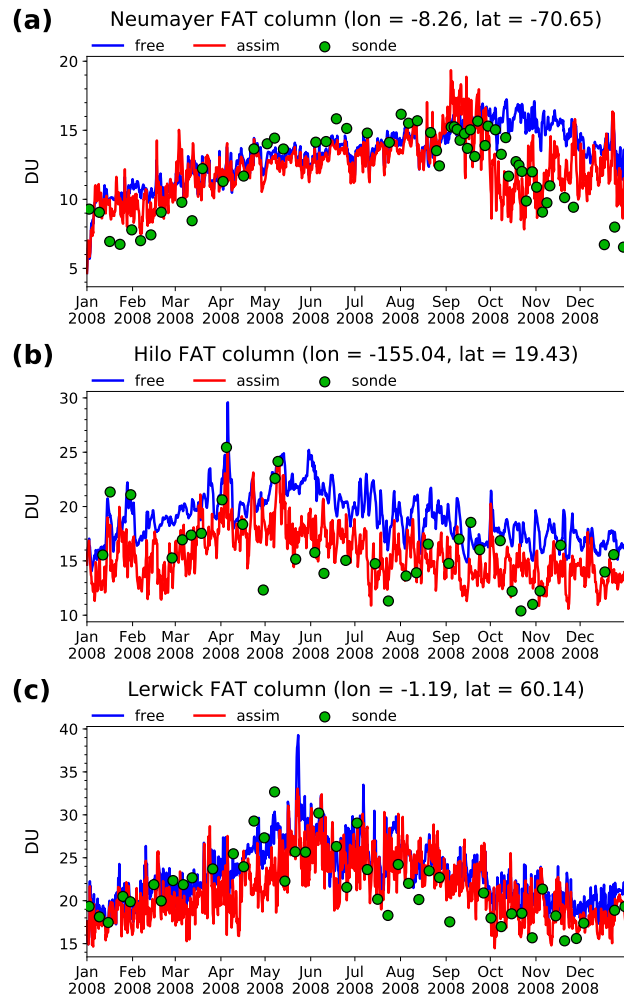 (a) Neumayer FAT column (lon = -8.26, lat = -70.65)
free assim sonde
20
15
10
5
DU
Jan Feb Mar Apr May Jun Jul Aug Sep Oct Nov Dec
2008 2008 2008 2008 2008 2008 2008 2008 2008 2008 2008 2008
(b) Hilo FAT column (lon = -155.04, lat = 19.43)
free assim sonde
30
25
20
15
10
DU
Jan Feb Mar Apr May Jun Jul Aug Sep Oct Nov Dec
2008 2008 2008 2008 2008 2008 2008 2008 2008 2008 2008 2008
(c) Lerwick FAT column (lon = -1.19, lat = 60.14)
free assim sonde
40
35
30
25
20
15
DU
Jan Feb Mar Apr May Jun Jul Aug Sep Oct Nov Dec
2008 2008 2008 2008 2008 2008 2008 2008 2008 2008 2008 2008